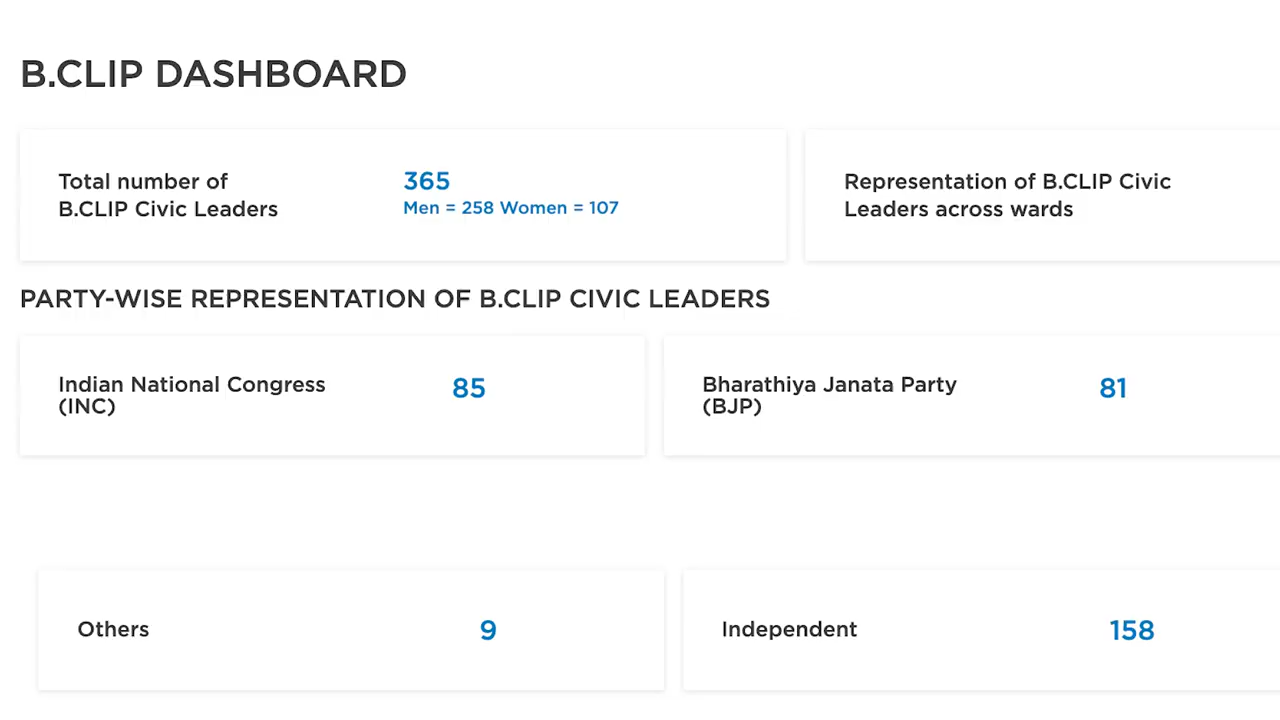 B.CLIP DASHBOARD
Total number of
B.CLIP Civic Leaders
365
Men = 258 Women = 107
Representation of B.CLIP Civic
Leaders across wards
PARTY-WISE REPRESENTATION OF B.CLIP CIVIC LEADERS
Indian National Congress
(INC)
85
Bharathiya Janata Party
(BJP)
81
Others
9
Independent
158